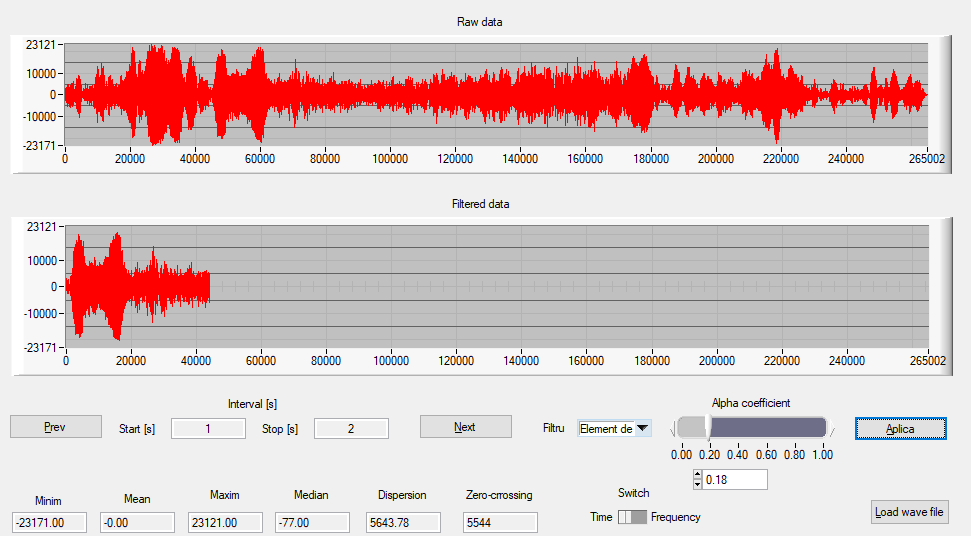 Raw data
23121
10000
0
-10000
-23171
0 20000 40000 60000 80000 100000 120000 140000 160000 180000 200000 220000 240000 265002
Filtered data
23121
10000
0
-10000
-23171
0 20000 40000 60000 80000 100000 120000 140000 160000 180000 200000 220000 240000 265002
Interval [s]
Prev Start [s] 1 Stop [s] 2 Next
Filtru Element de
Alpha coefficient
0.00 0.20 0.40 0.60 0.80 1.00
0.18
Aplica
Minim Mean Maxim Median Dispersion Zero-crrossing
-23171.00 -0.00 23121.00 -77.00 5643.78 5544
Switch
Time Frequency
Load wave file